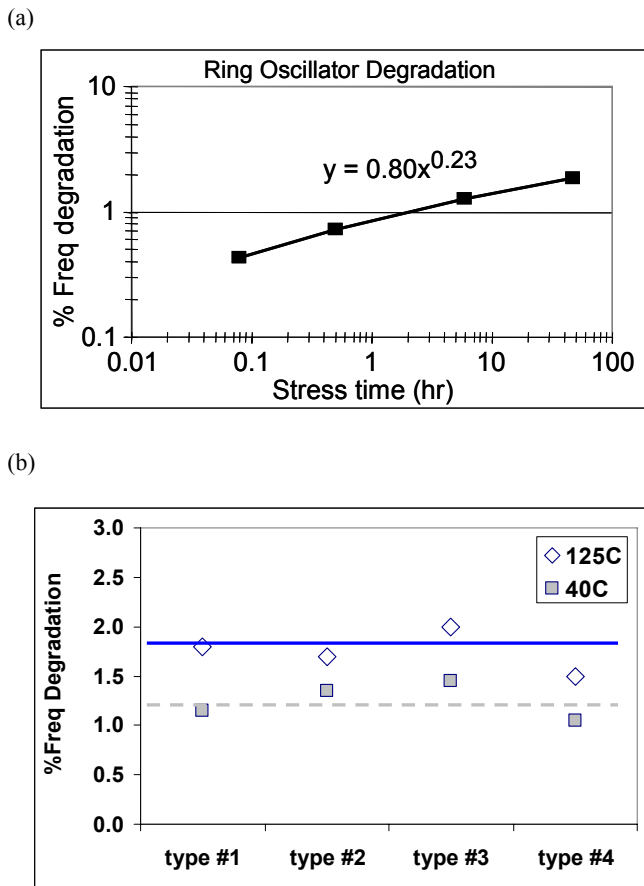 (a)
Ring Oscillator Degradation
10
1
0.1
% Freq degradation
y = 0.80x^0.23
0.01 0.1 1 10 100
Stress time (hr)
(b)
3.0
2.5
2.0
1.5
1.0
0.5
0.0
%Freq Degradation
125C
40C
type #1 type #2 type #3 type #4